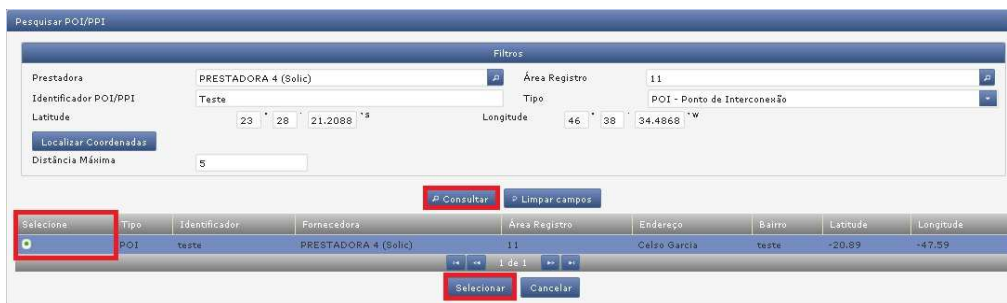 Pesquisar POI/PPI
Filtros
Prestadora PRESTADORA 4 (Solic) Área Registro 11
Identificador POI/PPI Teste Tipo POI - Ponto de Interconexão
Latitude 23 ° 28 ' 21.2088 "S Longitude 46 ° 38 ' 34.4868 "W
Localizar Coordenadas
Distância Máxima 5
Consultar Limpar campos
Selecione Tipo Identificador Fornecedora Área Registro Endereço Bairro Latitude Longitude
POI teste PRESTADORA 4 (Solic) 11 Celso Garcia teste -20.89 -47.59
1 de 1
Selecionar Cancelar